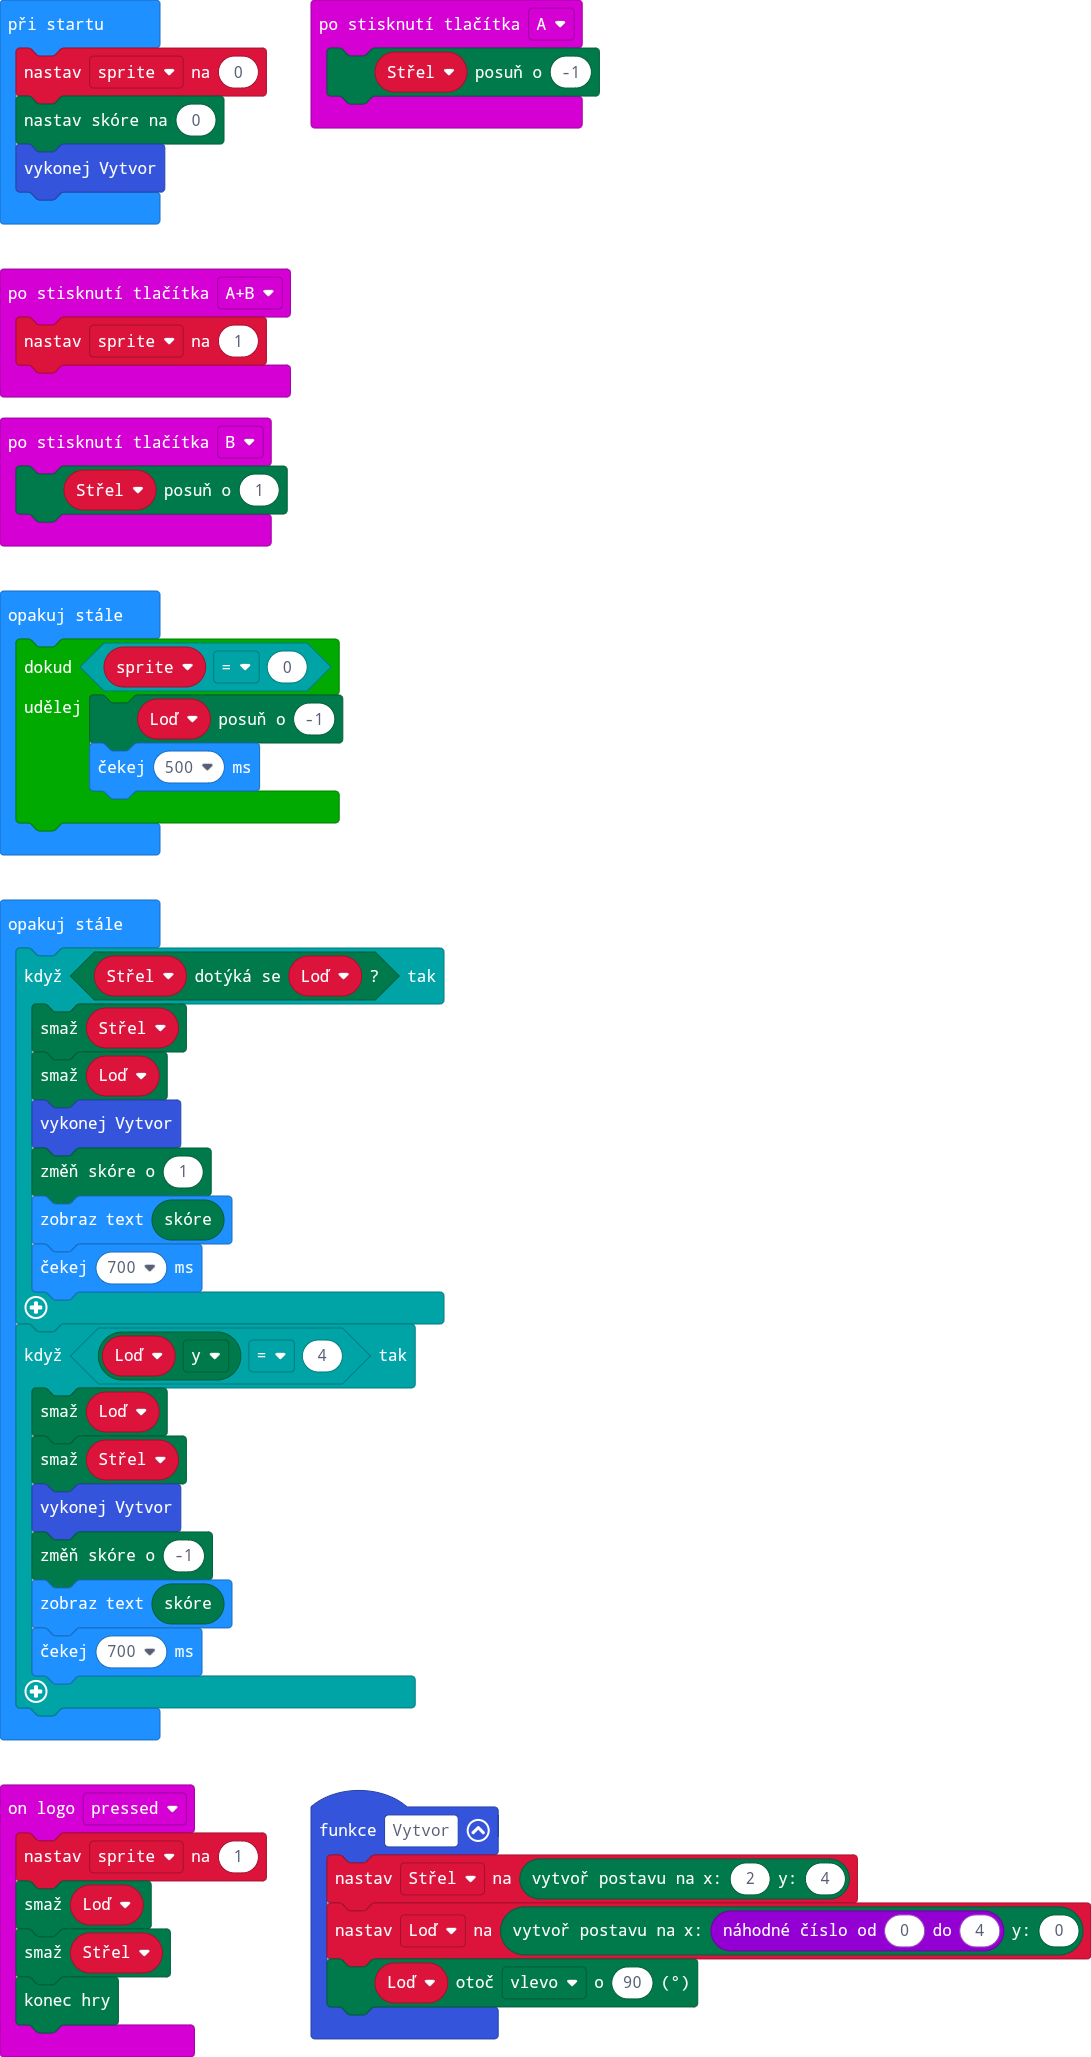 při startu
nastav sprite na 0
nastav skóre na 0
vykonej Vytvor
po stisknutí tlačítka A
Střel posuň o -1
po stisknutí tlačítka A+B
nastav sprite na 1
po stisknutí tlačítka B
Střel posuň o 1
opakuj stále
dokud sprite = 0
udělej
Loď posuň o -1
čekej 500 ms
opakuj stále
když Střel dotýká se Loď ? tak
smaž Střel
smaž Loď
vykonej Vytvor
změň skóre o 1
zobraz text skóre
čekej 700 ms
když Loď y = 4 tak
smaž Loď
smaž Střel
vykonej Vytvor
změň skóre o -1
zobraz text skóre
čekej 700 ms
on logo pressed
nastav sprite na 1
smaž Loď
smaž Střel
konec hry
funkce Vytvor
nastav Střel na vytvoř postavu na x: 2 y: 4
nastav Loď na vytvoř postavu na x: náhodné číslo od 0 do 4 y: 0
Loď otoč vlevo o 90 (°)